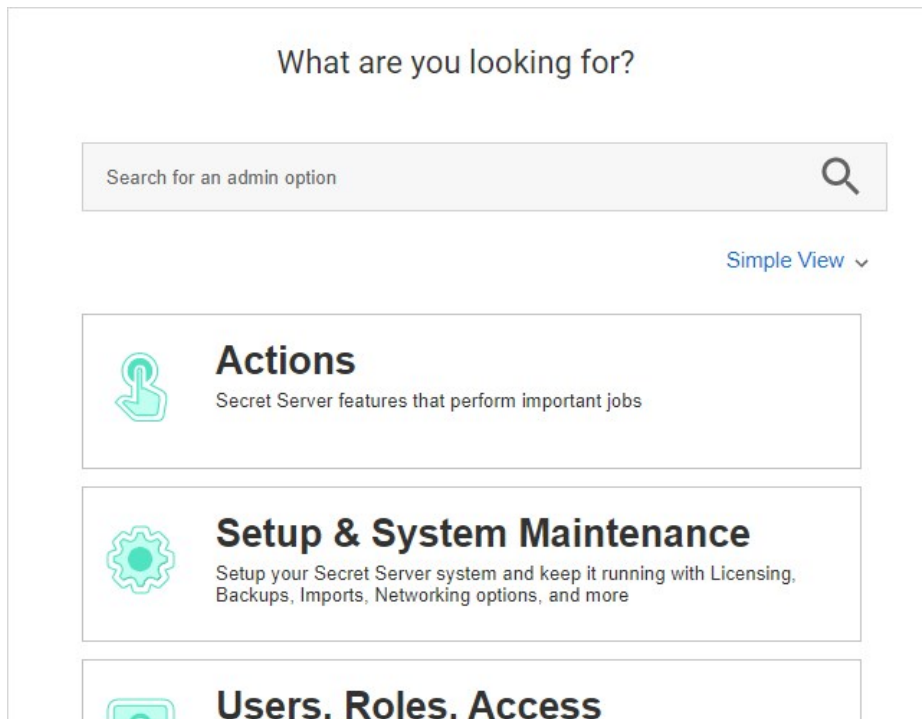 What are you looking for?
Search for an admin option
Simple View
Actions
Secret Server features that perform important jobs
Setup & System Maintenance
Setup your Secret Server system and keep it running with Licensing,
Backups, Imports, Networking options, and more
Users, Roles, Access